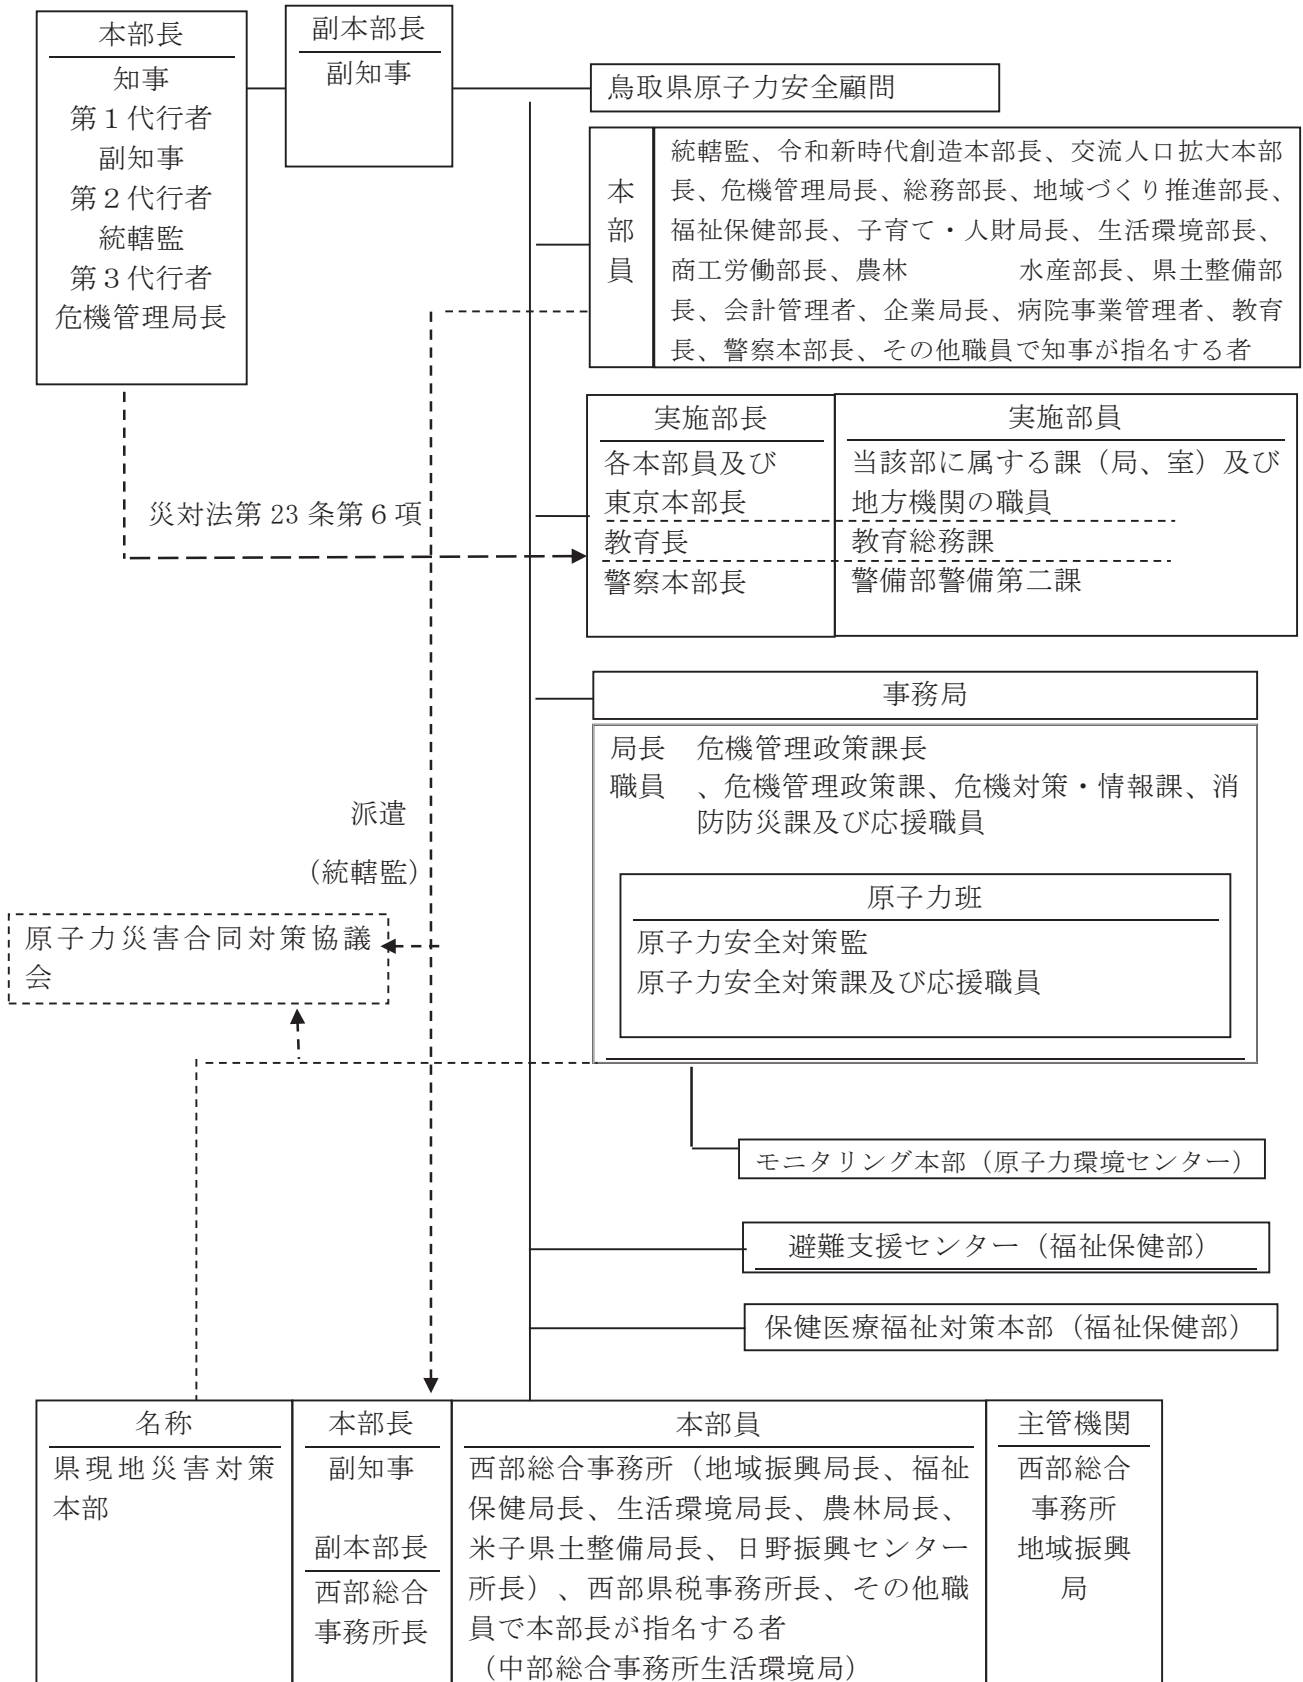 本部長
知事
第１代行者
副知事
第２代行者
統轄監
第３代行者
危機管理局長
副本部長
副知事
鳥取県原子力安全顧問
本部員
統轄監、令和新時代創造本部長、交流人口拡大本部
長、危機管理局長、総務部長、地域づくり推進部長、
福祉保健部長、子育て・人財局長、生活環境部長、
商工労働部長、農林　　　　水産部長、県土整備部
長、会計管理者、企業局長、病院事業管理者、教育
長、警察本部長、その他職員で知事が指名する者
実施部長
各本部員及び
東京本部長
教育長
警察本部長
実施部員
当該部に属する課（局、室）及び
地方機関の職員
教育総務課
警備部警備第二課
災対法第 23 条第６項
事務局
局長　危機管理政策課長
職員　、危機管理政策課、危機対策・情報課、消
防防災課及び応援職員
原子力班
原子力安全対策監
原子力安全対策課及び応援職員
派遣
（統轄監）
原子力災害合同対策協議
会
モニタリング本部（原子力環境センター）
避難支援センター（福祉保健部）
保健医療福祉対策本部（福祉保健部）
名称
県現地災害対策
本部
本部長
副知事
副本部長
西部総合
事務所長
本部員
西部総合事務所（地域振興局長、福祉
保健局長、生活環境局長、農林局長、
米子県土整備局長、日野振興センター
所長）、西部県税事務所長、その他職
員で本部長が指名する者
（中部総合事務所生活環境局）
主管機関
西部総合
事務所
地域振興
局